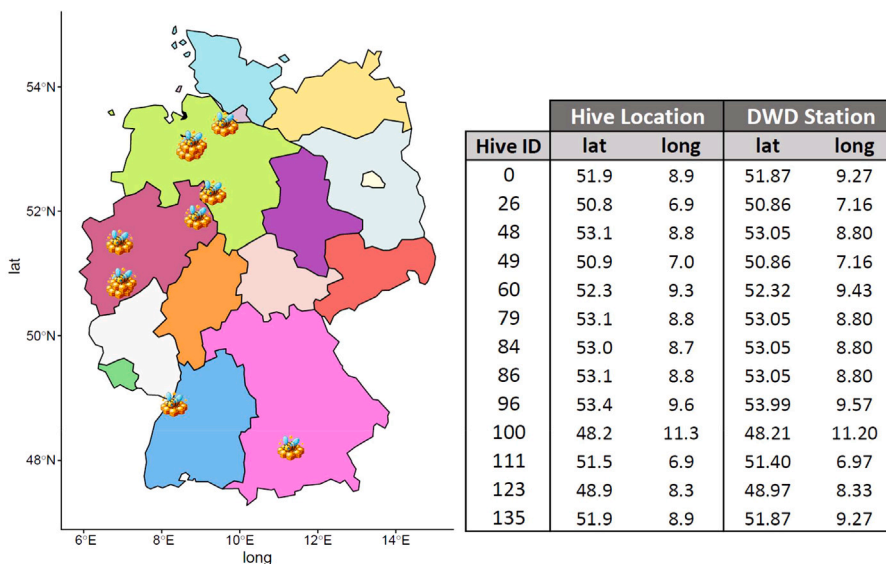 54°N
52°N
50°N
48°N
lat
6°E 8°E 10°E 12°E 14°E
long
Hive Location DWD Station
Hive ID lat long lat long
0 51.9 8.9 51.87 9.27
26 50.8 6.9 50.86 7.16
48 53.1 8.8 53.05 8.80
49 50.9 7.0 50.86 7.16
60 52.3 9.3 52.32 9.43
79 53.1 8.8 53.05 8.80
84 53.0 8.7 53.05 8.80
86 53.1 8.8 53.05 8.80
96 53.4 9.6 53.99 9.57
100 48.2 11.3 48.21 11.20
111 51.5 6.9 51.40 6.97
123 48.9 8.3 48.97 8.33
135 51.9 8.9 51.87 9.27